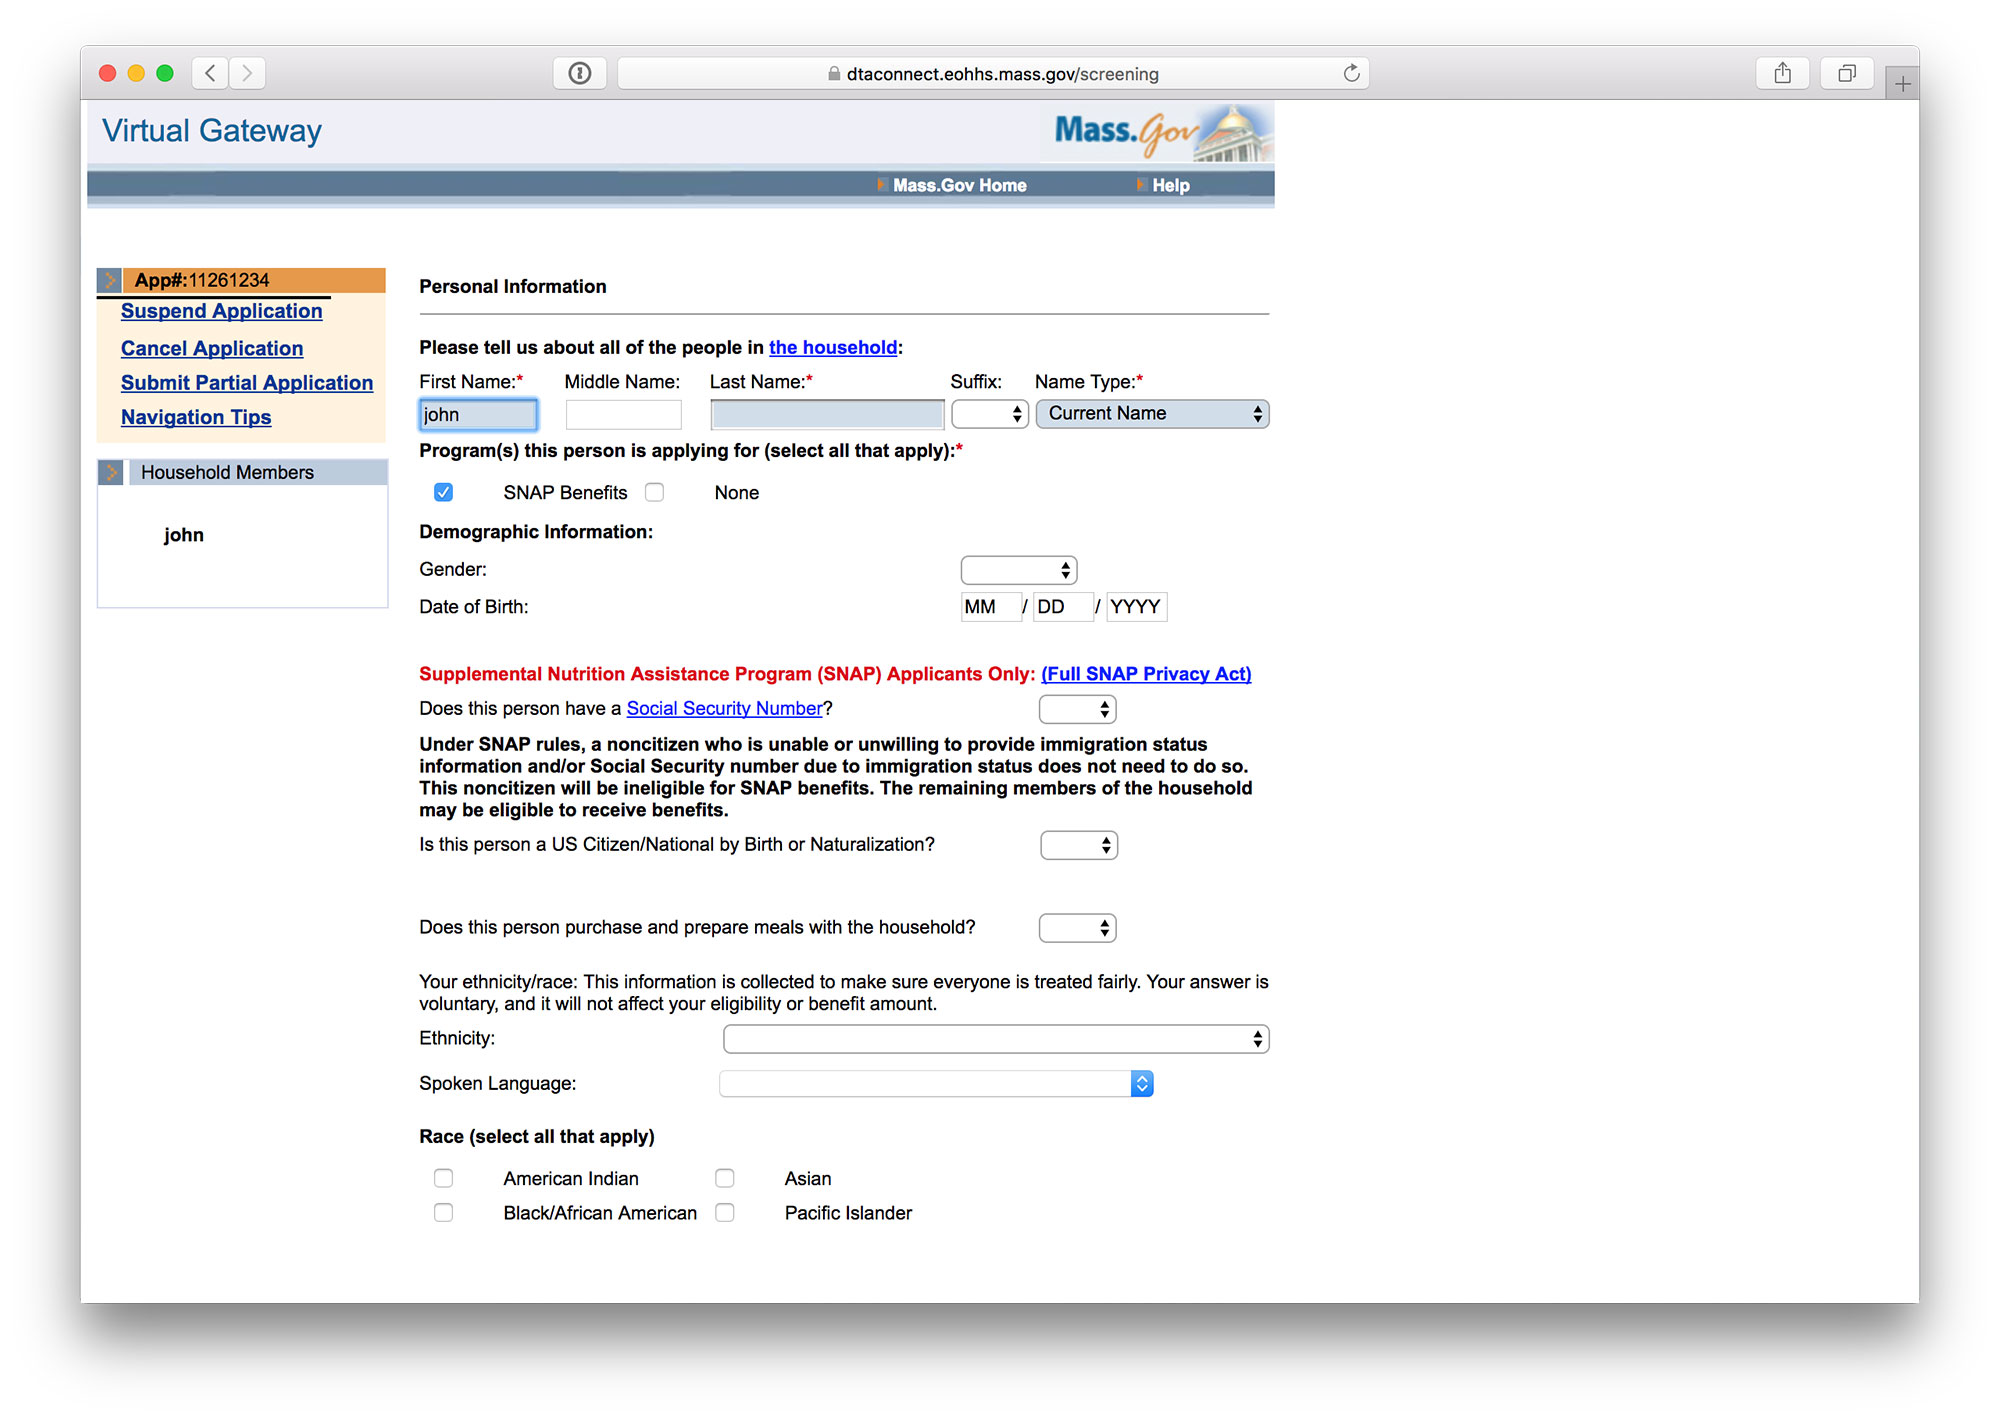 dtaconnect.eohhs.mass.gov/screening
Virtual Gateway
Mass.Gov
Mass.Gov Home Help
App#:11261234
Suspend Application
Cancel Application
Submit Partial Application
Navigation Tips
Household Members
john
Personal Information
Please tell us about all of the people in the household:
First Name:* Middle Name: Last Name:* Suffix: Name Type:*
john Current Name
Program(s) this person is applying for (select all that apply):*
SNAP Benefits None
Demographic Information:
Gender:
Date of Birth: MM / DD / YYYY
Supplemental Nutrition Assistance Program (SNAP) Applicants Only: (Full SNAP Privacy Act)
Does this person have a Social Security Number?
Under SNAP rules, a noncitizen who is unable or unwilling to provide immigration status
information and/or Social Security number due to immigration status does not need to do so.
This noncitizen will be ineligible for SNAP benefits. The remaining members of the household
may be eligible to receive benefits.
Is this person a US Citizen/National by Birth or Naturalization?
Does this person purchase and prepare meals with the household?
Your ethnicity/race: This information is collected to make sure everyone is treated fairly. Your answer is
voluntary, and it will not affect your eligibility or benefit amount.
Ethnicity:
Spoken Language:
Race (select all that apply)
American Indian Asian
Black/African American Pacific Islander